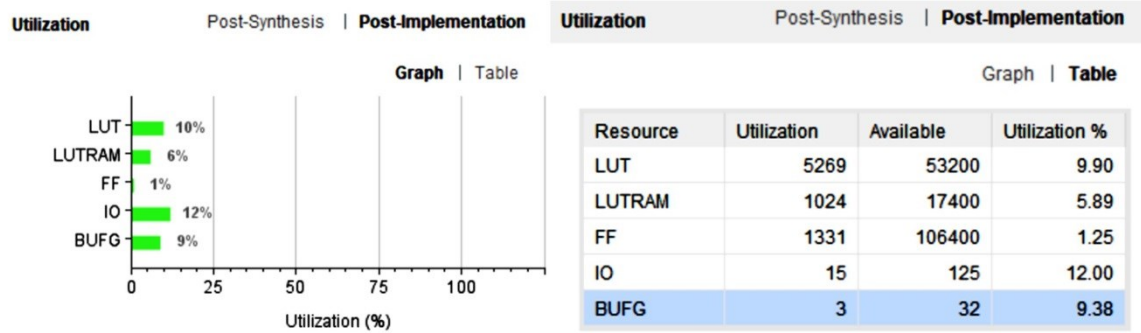 Utilization Post-Synthesis | Post-Implementation
Graph | Table
LUT 10%
LUTRAM 6%
FF 1%
IO 12%
BUFG 9%
0 25 50 75 100
Utilization (%)
Utilization Post-Synthesis | Post-Implementation
Graph | Table
Resource Utilization Available Utilization %
LUT 5269 53200 9.90
LUTRAM 1024 17400 5.89
FF 1331 106400 1.25
IO 15 125 12.00
BUFG 3 32 9.38